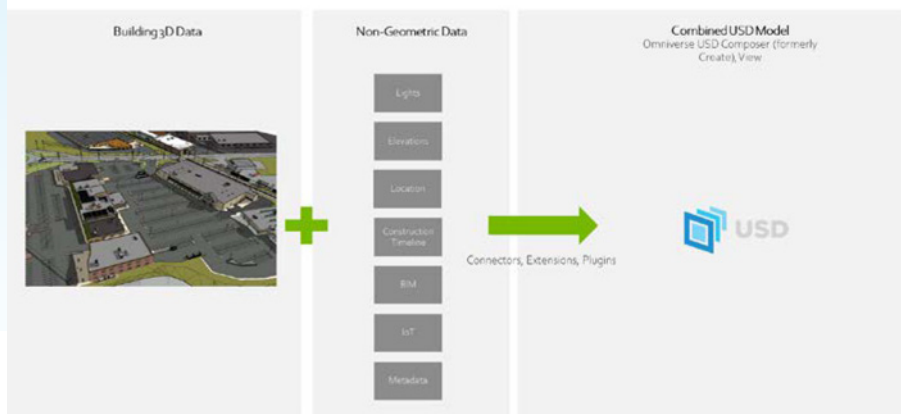 Building 3D Data
Non-Geometric Data
Lights
Elevations
Location
Construction
Timeline
BIM
IoT
Metadata
Connectors, Extensions, Plugins
Combined USD Model
Omniverse USD Composer (formerly
Create), View
USD